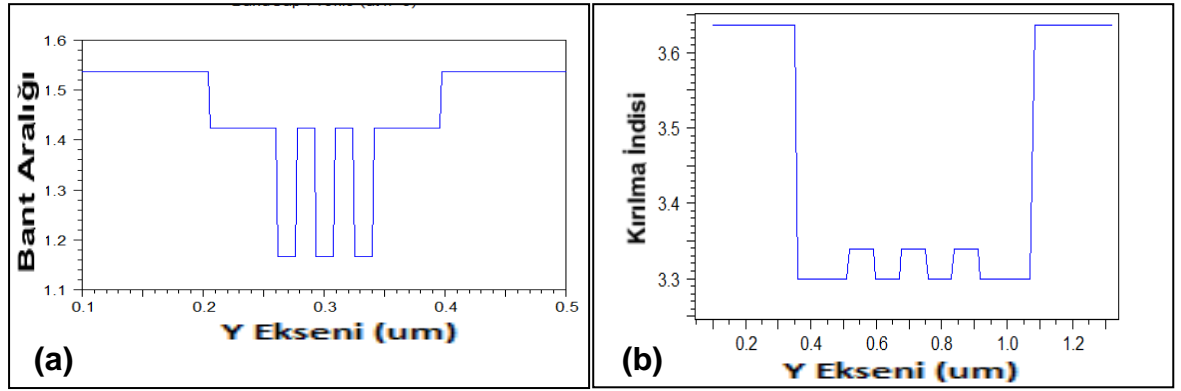 1.6
1.5
1.4
1.3
1.2
1.1
Bant Aralığı
0.1 0.2 0.3 0.4 0.5
Y Ekseni (um)
(a)
3.6
3.5
3.4
3.3
Kırılma İndisi
0.2 0.4 0.6 0.8 1.0 1.2
Y Ekseni (um)
(b)